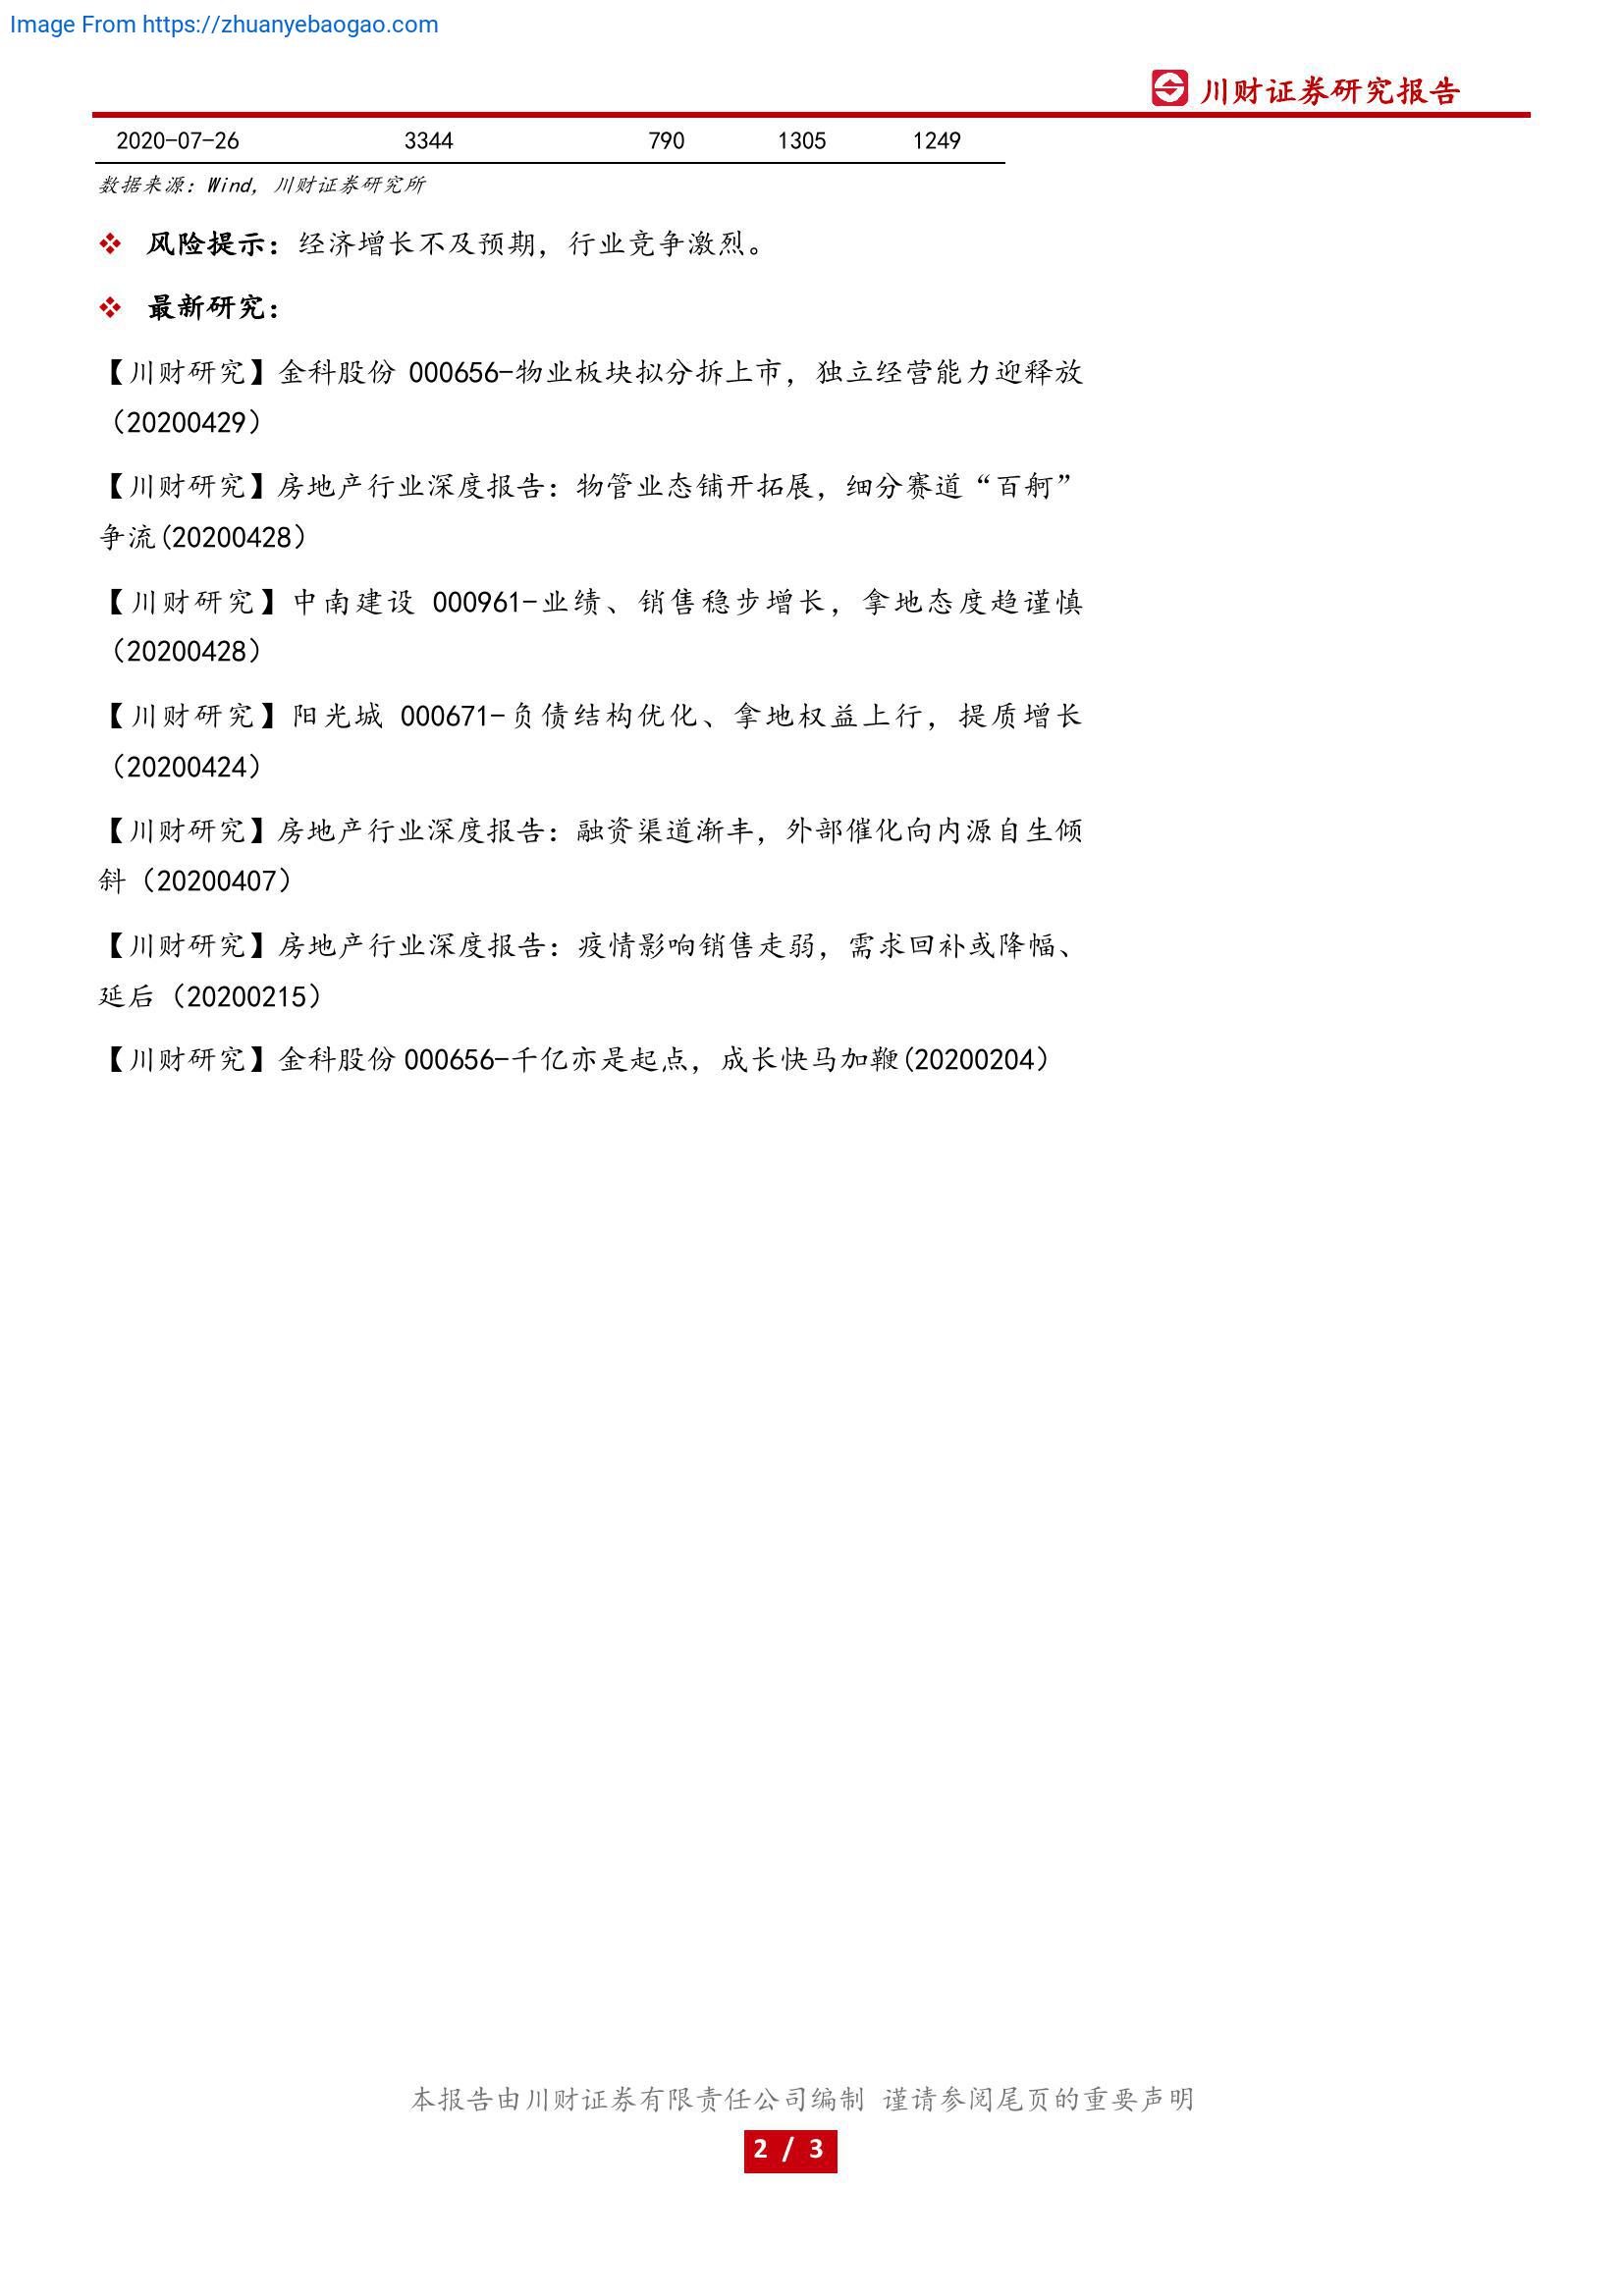 Image From https://zhuanyebaogao.com
川财证券研究报告
2020-07-26 3344 790 1305 1249
数据来源：Wind，川财证券研究所
❖ 风险提示：经济增长不及预期，行业竞争激烈。
❖ 最新研究：
【川财研究】金科股份 000656-物业板块拟分拆上市，独立经营能力迎释放
（20200429）
【川财研究】房地产行业深度报告：物管业态铺开拓展，细分赛道“百舸”
争流(20200428）
【川财研究】中南建设 000961-业绩、销售稳步增长，拿地态度趋谨慎
（20200428）
【川财研究】阳光城 000671-负债结构优化、拿地权益上行，提质增长
（20200424）
【川财研究】房地产行业深度报告：融资渠道渐丰，外部催化向内源自生倾
斜（20200407）
【川财研究】房地产行业深度报告：疫情影响销售走弱，需求回补或降幅、
延后（20200215）
【川财研究】金科股份 000656-千亿亦是起点，成长快马加鞭(20200204）
本报告由川财证券有限责任公司编制 谨请参阅尾页的重要声明
2 / 3